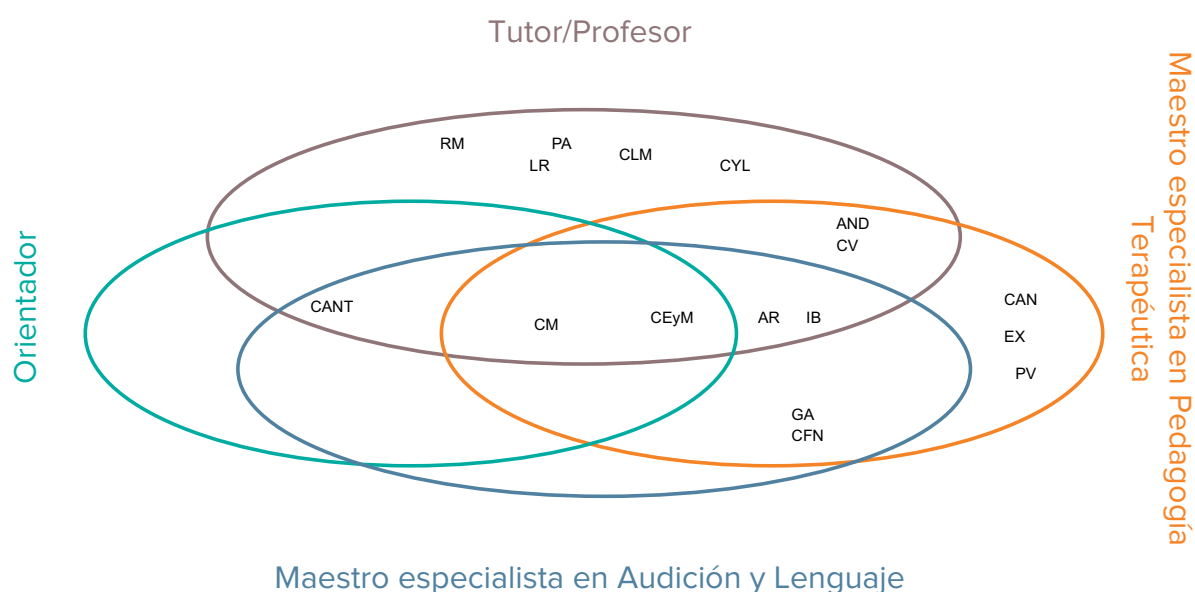 Tutor/Profesor
Maestro especialista en Pedagogía
Terapéutica
Orientador
RM
PA
LR
CLM
CYL
AND
CV
CANT
CM
CEyM
AR
IB
CAN
EX
PV
GA
CFN
Maestro especialista en Audición y Lenguaje